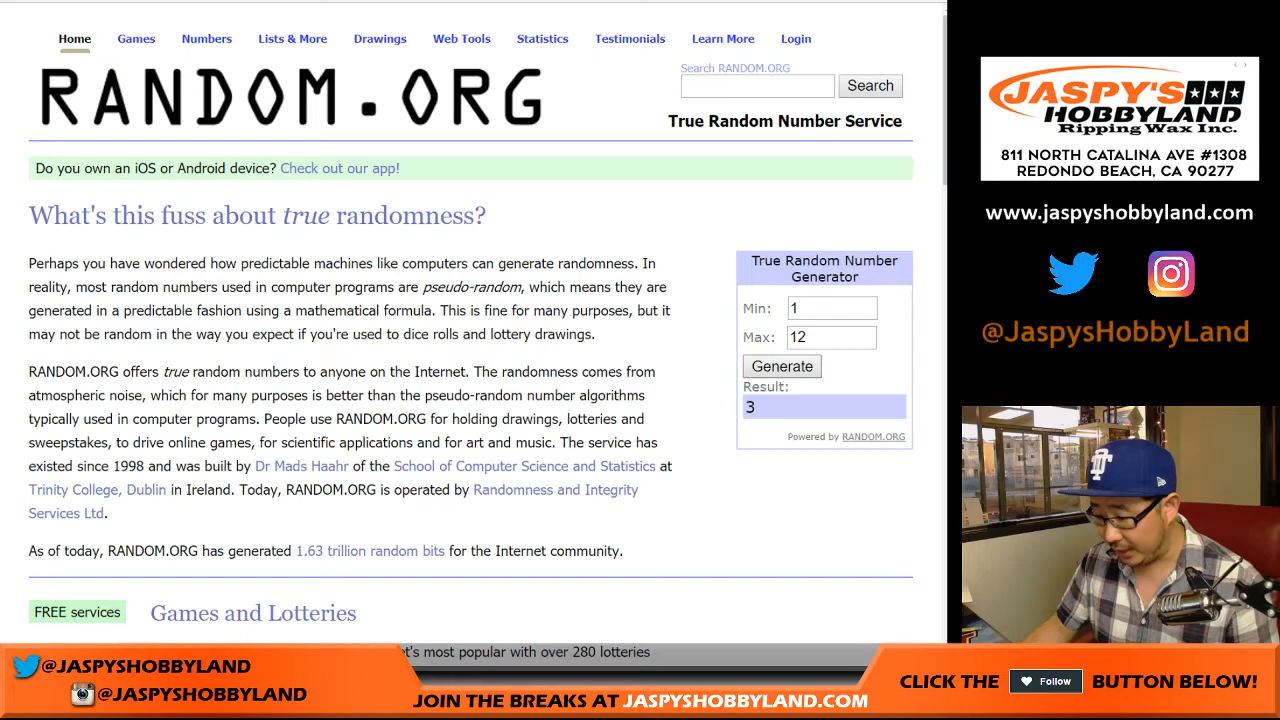 Home Games Numbers Lists & More Drawings Web Tools Statistics Testimonials Learn More Login
RANDOM.ORG
Search RANDOM.ORG
Search
True Random Number Service
Do you own an iOS or Android device? Check out our app!
What's this fuss about true randomness?
Perhaps you have wondered how predictable machines like computers can generate randomness. In
reality, most random numbers used in computer programs are pseudo-random, which means they are
generated in a predictable fashion using a mathematical formula. This is fine for many purposes, but it
may not be random in the way you expect if you're used to dice rolls and lottery drawings.
RANDOM.ORG offers true random numbers to anyone on the Internet. The randomness comes from
atmospheric noise, which for many purposes is better than the pseudo-random number algorithms
typically used in computer programs. People use RANDOM.ORG for holding drawings, lotteries and
sweepstakes, to drive online games, for scientific applications and for art and music. The service has
existed since 1998 and was built by Dr Mads Haahr of the School of Computer Science and Statistics at
Trinity College, Dublin in Ireland. Today, RANDOM.ORG is operated by Randomness and Integrity
Services Ltd.
As of today, RANDOM.ORG has generated 1.63 trillion random bits for the Internet community.
True Random Number
Generator
Min: 1
Max: 12
Generate
Result:
3
Powered by RANDOM.ORG
FREE services
Games and Lotteries
t's most popular with over 280 lotteries
JASPY'S
HOBBYLAND
Ripping Wax Inc.
811 NORTH CATALINA AVE #1308
REDONDO BEACH, CA 90277
www.jaspyshobbyland.com
@JaspysHobbyLand
@JASPYSHOBBYLAND
@JASPYSHOBBYLAND
JOIN THE BREAKS AT JASPYSHOBBYLAND.COM
CLICK THE Follow BUTTON BELOW!